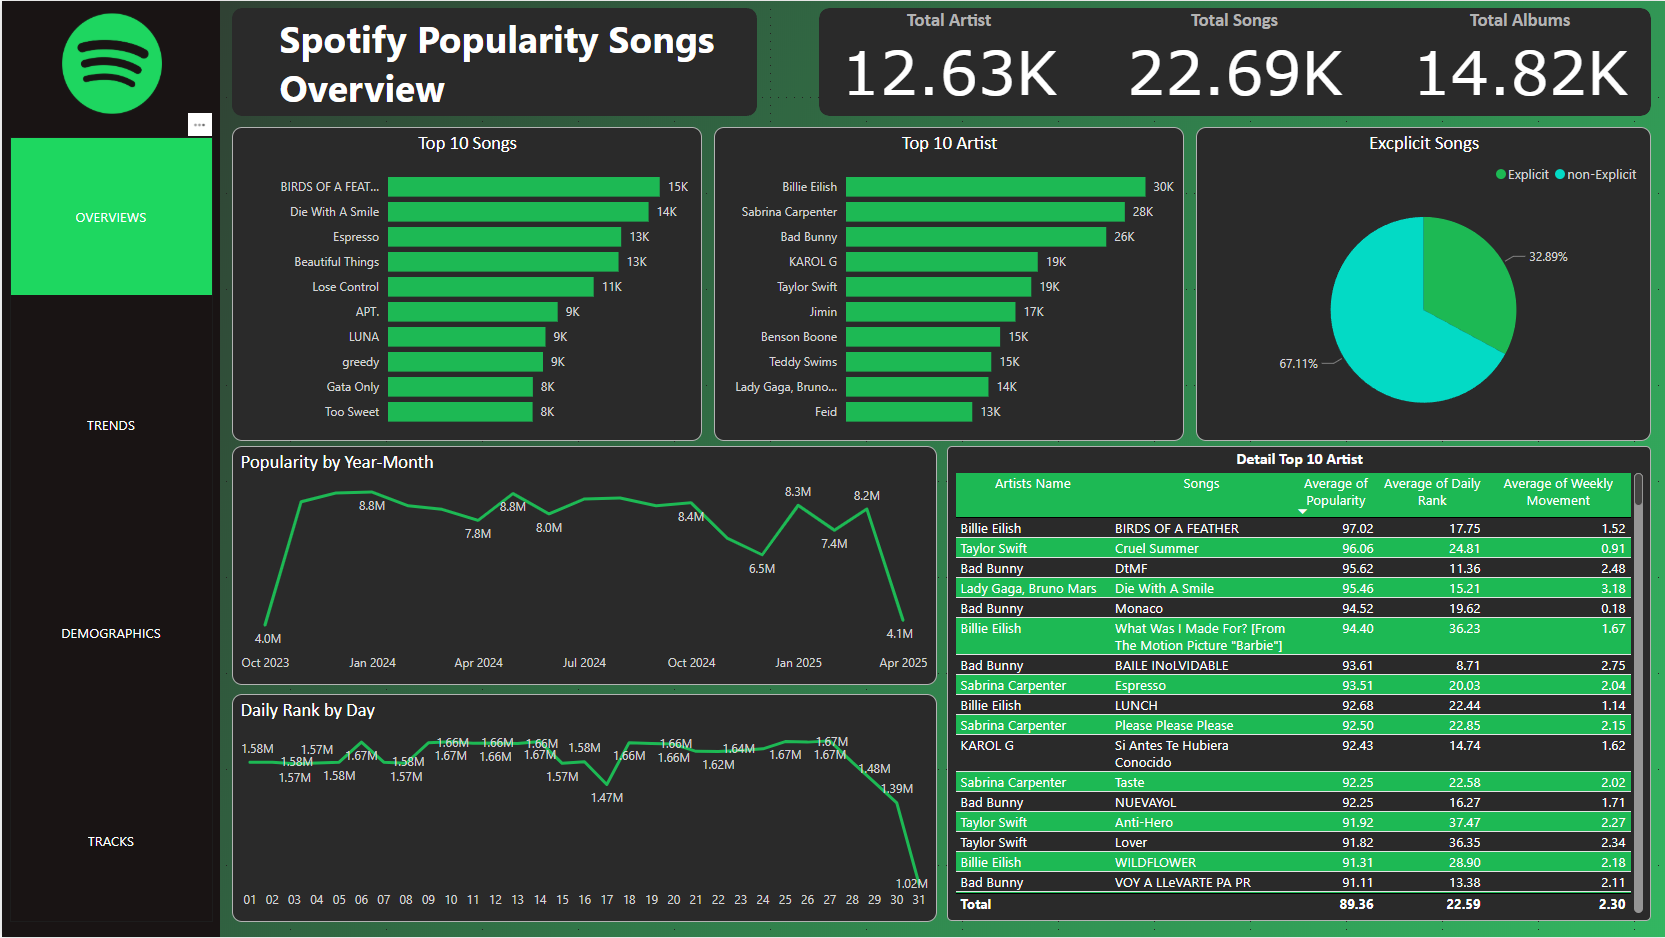 Spotify Popularity Songs
Overview
Total Artist
12.63K
Total Songs
22.69K
Total Albums
14.82K
OVERVIEWS
TRENDS
DEMOGRAPHICS
TRACKS
Top 10 Songs
BIRDS OF A FEAT... 15K
Die With A Smile 14K
Espresso 13K
Beautiful Things 13K
Lose Control 11K
APT. 9K
LUNA 9K
greedy 9K
Gata Only 8K
Too Sweet 8K
Top 10 Artist
Billie Eilish 30K
Sabrina Carpenter 28K
Bad Bunny 26K
KAROL G 19K
Taylor Swift 19K
Jimin 17K
Benson Boone 15K
Teddy Swims 15K
Lady Gaga, Bruno... 14K
Feid 13K
Excplicit Songs
Explicit non-Explicit
32.89%
67.11%
Popularity by Year-Month
4.0M
8.8M
7.8M
8.8M
8.0M
8.4M
6.5M
8.3M
7.4M
8.2M
4.1M
Oct 2023 Jan 2024 Apr 2024 Jul 2024 Oct 2024 Jan 2025 Apr 2025
Daily Rank by Day
1.58M 1.57M 1.66M 1.66M 1.66M 1.58M 1.66M 1.64M 1.67M
1.58M 1.67M 1.58M 1.67M 1.66M 1.67M 1.66M 1.66M 1.67M 1.67M
1.57M 1.58M 1.57M 1.57M 1.62M 1.48M
1.47M 1.39M
1.02M
01 02 03 04 05 06 07 08 09 10 11 12 13 14 15 16 17 18 19 20 21 22 23 24 25 26 27 28 29 30 31
Detail Top 10 Artist
Artists Name Songs Average of Popularity Average of Daily Rank Average of Weekly Movement
Billie Eilish BIRDS OF A FEATHER 97.02 17.75 1.52
Taylor Swift Cruel Summer 96.06 24.81 0.91
Bad Bunny DtMF 95.62 11.36 2.48
Lady Gaga, Bruno Mars Die With A Smile 95.46 15.21 3.18
Bad Bunny Monaco 94.52 19.62 0.18
Billie Eilish What Was I Made For? [From 94.40 36.23 1.67
The Motion Picture "Barbie"]
Bad Bunny BAILE INoLVIDABLE 93.61 8.71 2.75
Sabrina Carpenter Espresso 93.51 20.03 2.04
Billie Eilish LUNCH 92.68 22.44 1.14
Sabrina Carpenter Please Please Please 92.50 22.85 2.15
KAROL G Si Antes Te Hubiera 92.43 14.74 1.62
Conocido
Sabrina Carpenter Taste 92.25 22.58 2.02
Bad Bunny NUEVAYoL 92.25 16.27 1.71
Taylor Swift Anti-Hero 91.92 37.47 2.27
Taylor Swift Lover 91.82 36.35 2.34
Billie Eilish WILDFLOWER 91.31 28.90 2.18
Bad Bunny VOY A LLeVARTE PA PR 91.11 13.38 2.11
Total 89.36 22.59 2.30